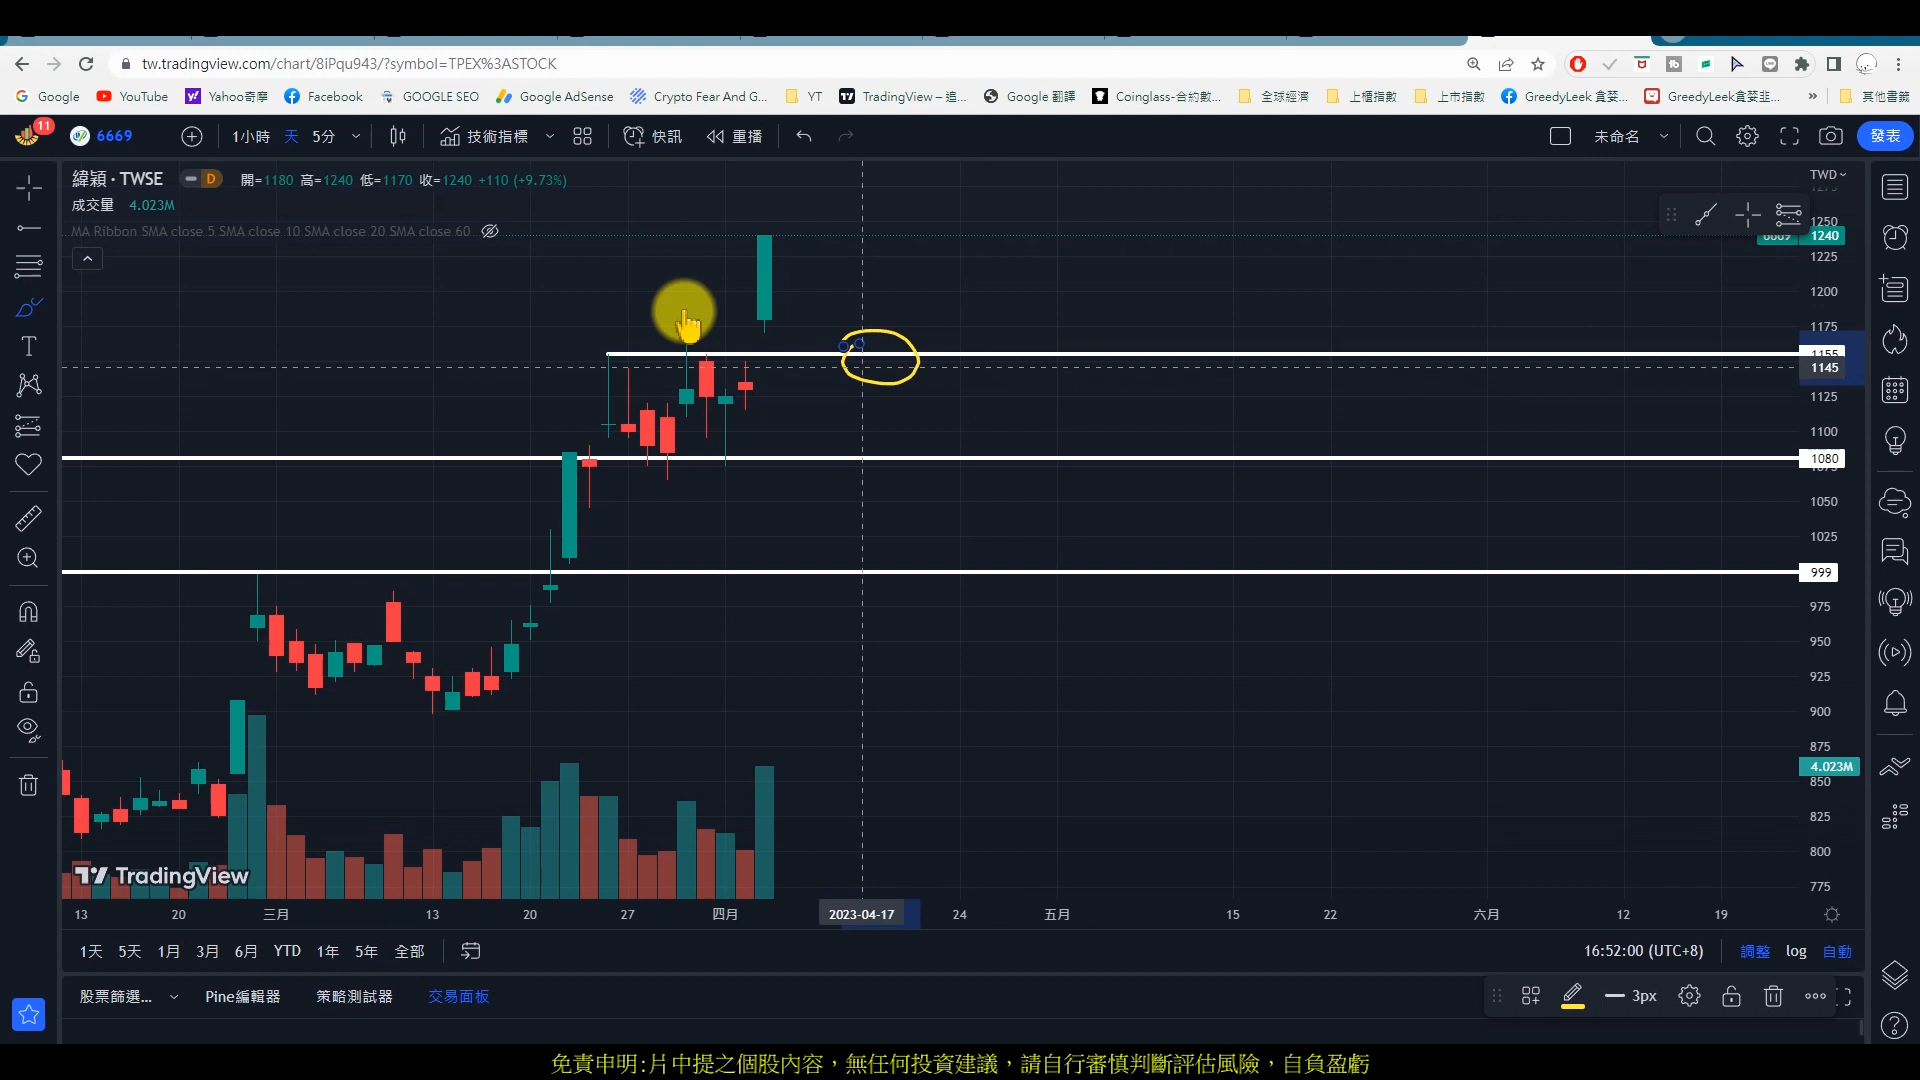 tw.tradingview.com/chart/8iPqu943/?symbol=TPEX%3ASTOCK
Google YouTube Yahoo奇摩 Facebook GOOGLE SEO Google AdSense Crypto Fear And G... YT TradingView – 追... Google 翻譯 Coinglass-合約數... 全球經濟 上櫃指數 上市指數 GreedyLeek 貪婪... GreedyLeek貪婪韭... » 其他書籤
11 6669 1小時 天 5分 技術指標 快訊 重播 未命名 發表
緯穎 · TWSE D 開=1180 高=1240 低=1170 收=1240 +110 (+9.73%) TWD
成交量 4.023M
MA Ribbon SMA close 5 SMA close 10 SMA close 20 SMA close 60
1250
6669 1240
1225
1200
1175
1155
1145
1125
1100
1080
1050
1025
999
975
950
925
900
875
4.023M
850
825
800
775
TradingView
13 20 三月 13 20 27 四月 2023-04-17 24 五月 15 22 六月 12 19
1天 5天 1月 3月 6月 YTD 1年 5年 全部 16:52:00 (UTC+8) 調整 log 自動
股票篩選... Pine編輯器 策略測試器 交易面板 3px
免責申明:片中提之個股內容，無任何投資建議，請自行審慎判斷評估風險，自負盈虧